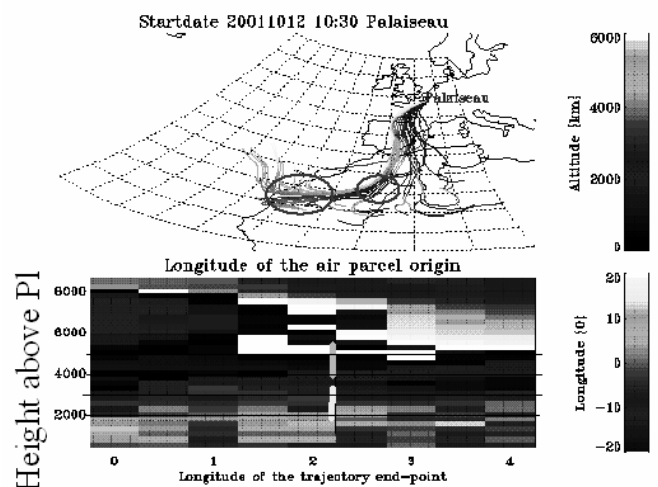 Startdate 20011012 10:30 Palaiseau
Palaiseau
6000
4000
2000
0
Altitude [km]
Longitude of the air parcel origin
Height above Pl
8000
6000
4000
2000
0 1 2 3 4
Longitude of the trajectory end-point
20
10
0
-10
-20
Longitude [0]